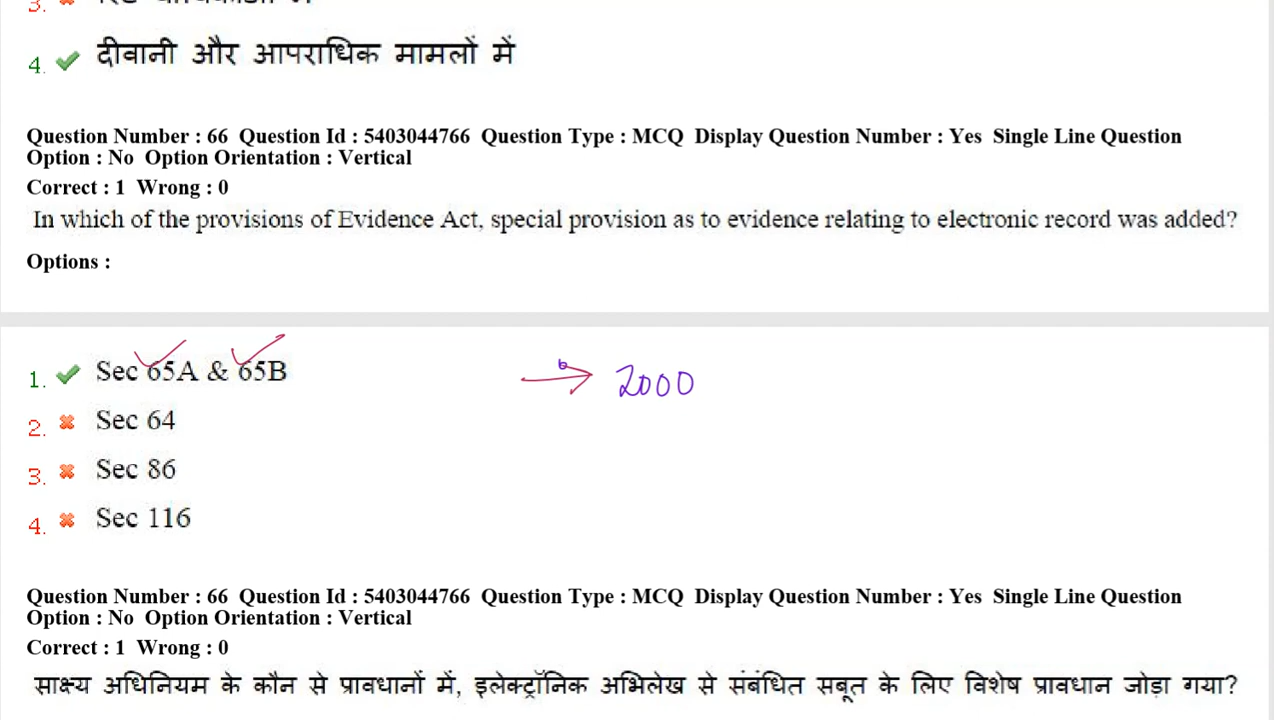 3.
4. दीवानी और आपराधिक मामलों में
Question Number : 66 Question Id : 5403044766 Question Type : MCQ Display Question Number : Yes Single Line Question
Option : No Option Orientation : Vertical
Correct : 1 Wrong : 0
In which of the provisions of Evidence Act, special provision as to evidence relating to electronic record was added?
Options :
1. Sec 65A & 65B
2000
2. Sec 64
3. Sec 86
4. Sec 116
Question Number : 66 Question Id : 5403044766 Question Type : MCQ Display Question Number : Yes Single Line Question
Option : No Option Orientation : Vertical
Correct : 1 Wrong : 0
साक्ष्य अधिनियम के कौन से प्रावधानों में, इलेक्ट्रॉनिक अभिलेख से संबंधित सबूत के लिए विशेष प्रावधान जोड़ा गया?